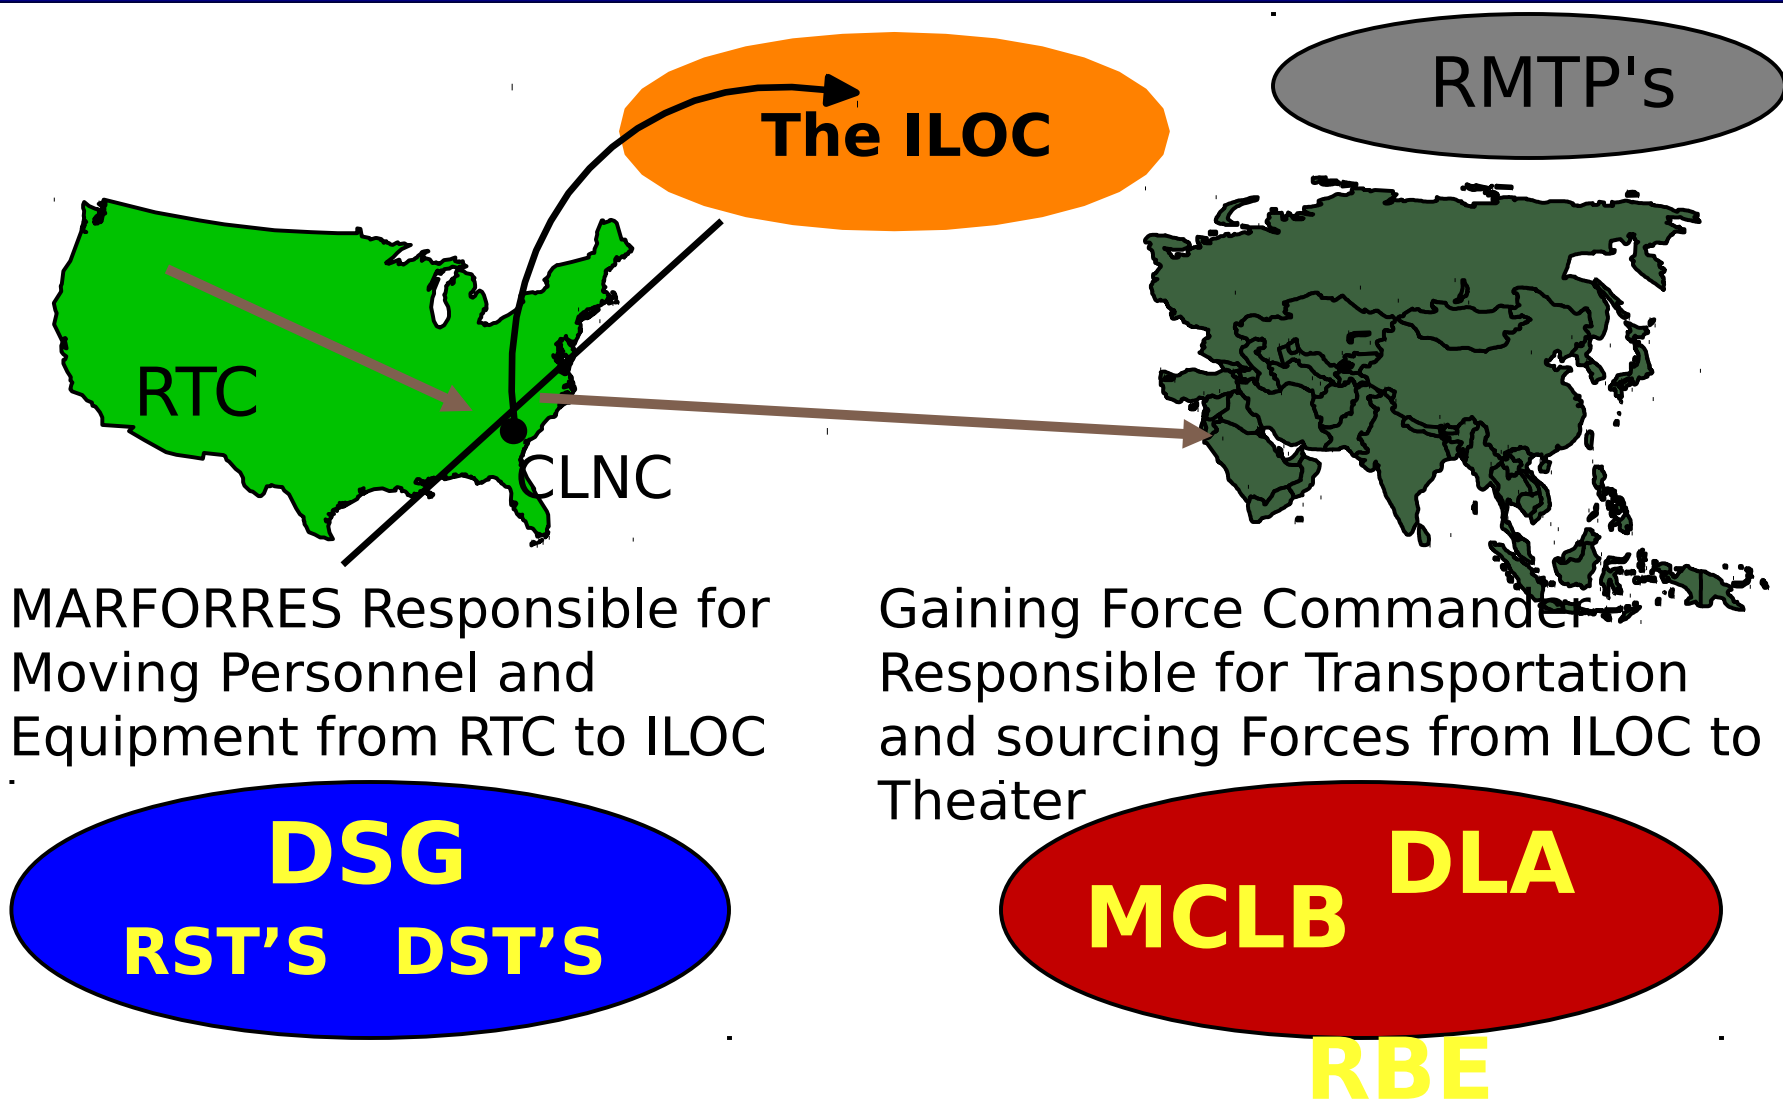 RMTP's
The ILOC
RTC
CLNC
MARFORRES Responsible for
Moving Personnel and
Equipment from RTC to ILOC
Gaining Force Commander
Responsible for Transportation
and sourcing Forces from ILOC to
Theater
DSG
RST’S DST’S
DLA
MCLB
RBE